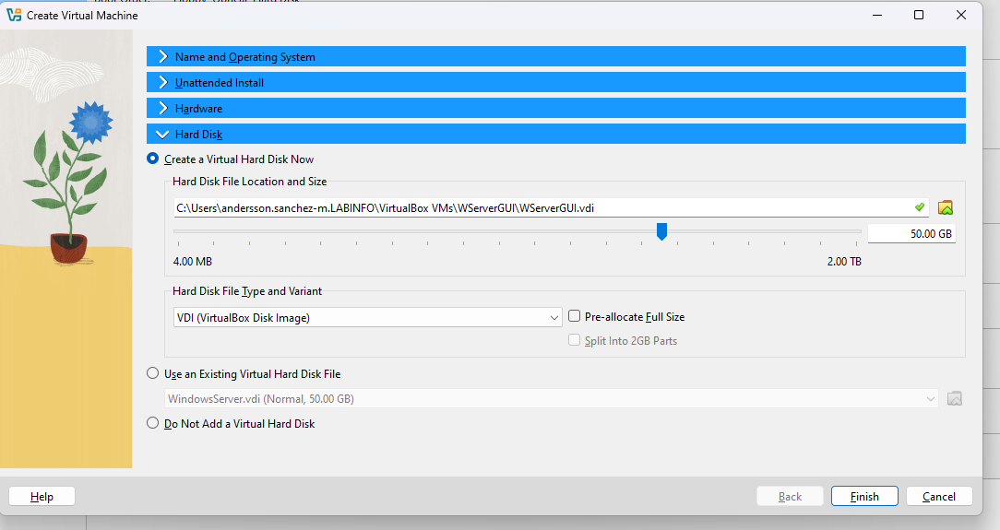 Create Virtual Machine
Name and Operating System
Unattended Install
Hardware
Hard Disk
Create a Virtual Hard Disk Now
Hard Disk File Location and Size
C:\Users\andersson.sanchez-m.LABINFO\VirtualBox VMs\WServerGUI\WServerGUI.vdi
50.00 GB
4.00 MB 2.00 TB
Hard Disk File Type and Variant
VDI (VirtualBox Disk Image) Pre-allocate Full Size
Split Into 2GB Parts
Use an Existing Virtual Hard Disk File
WindowsServer.vdi (Normal, 50.00 GB)
Do Not Add a Virtual Hard Disk
Help Back Finish Cancel